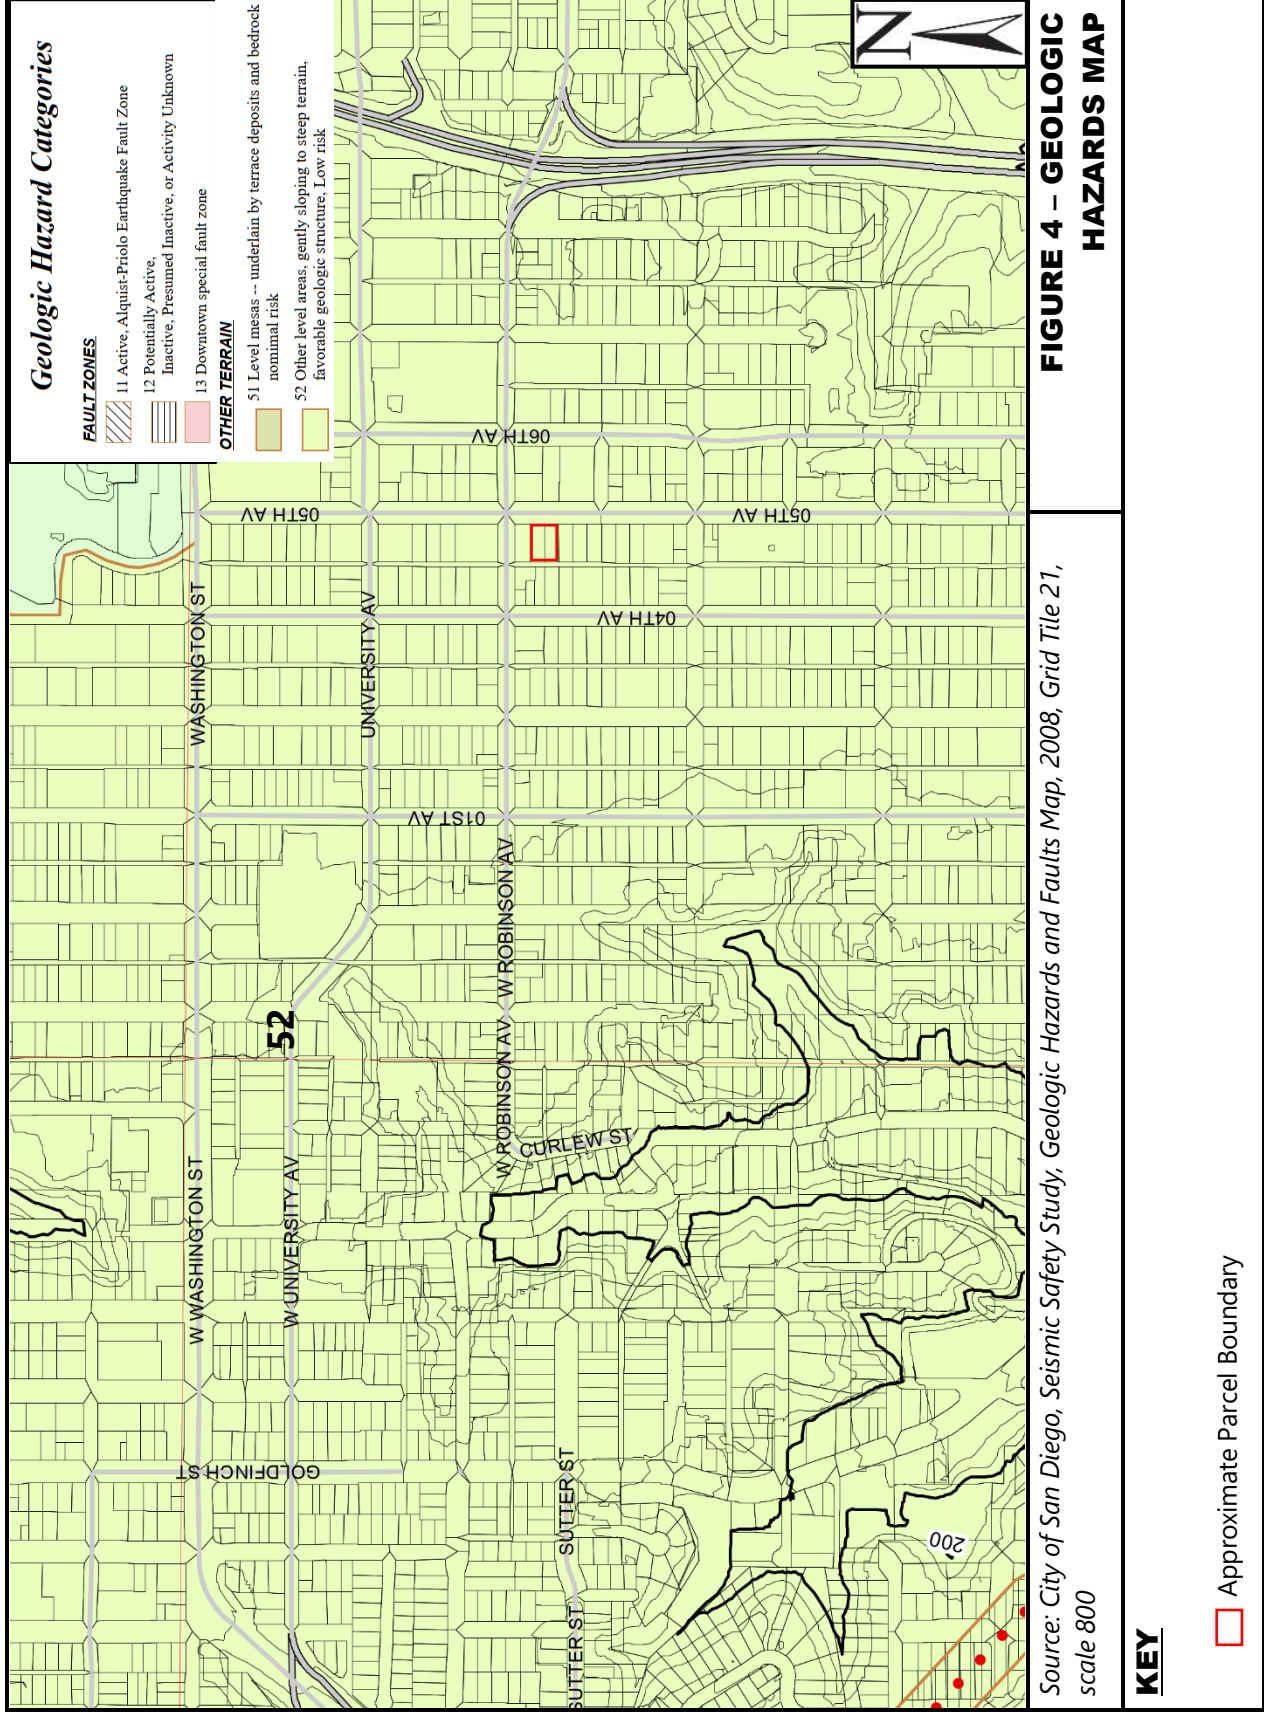 Geologic Hazard Categories
FAULT ZONES
11 Active, Alquist-Priolo Earthquake Fault Zone
12 Potentially Active,
Inactive, Presumed Inactive, or Activity Unknown
13 Downtown special fault zone
OTHER TERRAIN
51 Level mesas -- underlain by terrace deposits and bedrock
nomimal risk
52 Other level areas, gently sloping to steep terrain,
favorable geologic structure, Low risk
N
W WASHINGTON ST
WASHINGTON ST
W UNIVERSITY AV
UNIVERSITY AV
52
GOLDFINCH ST
01ST AV
04TH AV
05TH AV
05TH AV
06TH AV
W ROBINSON AV
W ROBINSON AV
CURLEW ST
SUTTER ST
SUTTER ST
200
Source: City of San Diego, Seismic Safety Study, Geologic Hazards and Faults Map, 2008, Grid Tile 21,
scale 800
FIGURE 4 – GEOLOGIC
HAZARDS MAP
KEY
Approximate Parcel Boundary